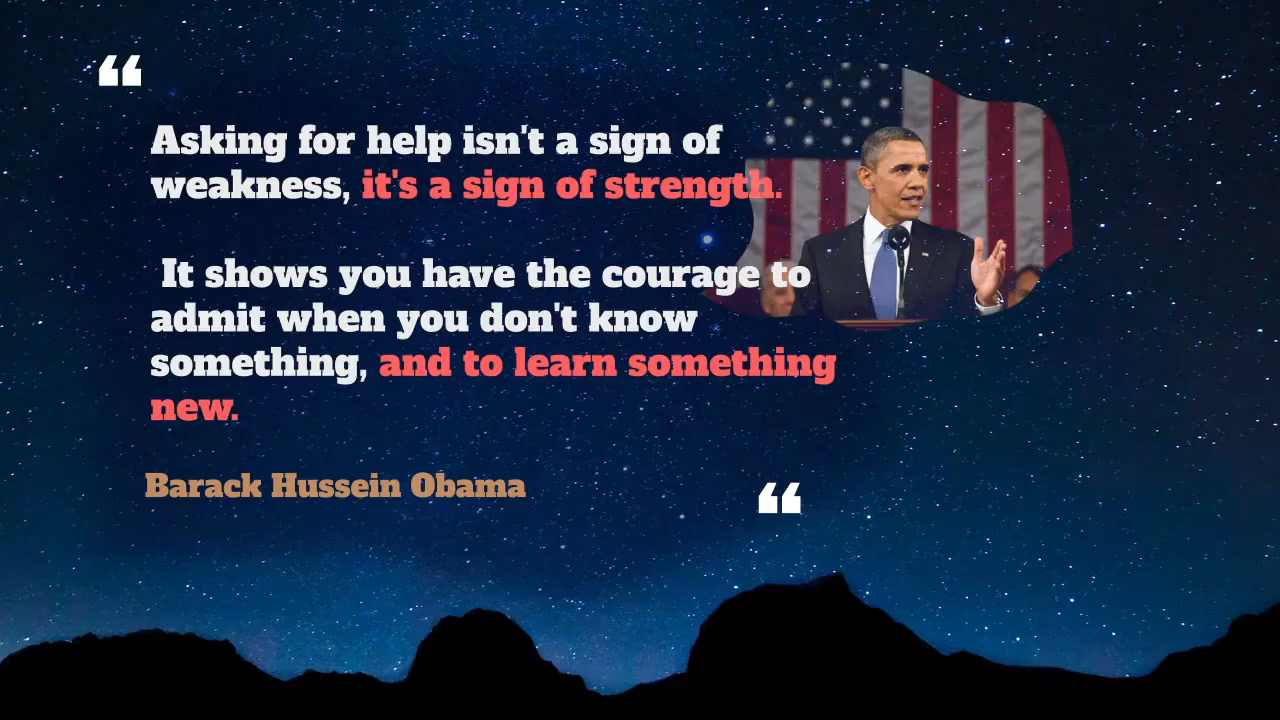 ❝
Asking for help isn't a sign of
weakness, it's a sign of strength.
It shows you have the courage to
admit when you don't know
something, and to learn something
new.
Barack Hussein Obama
❝